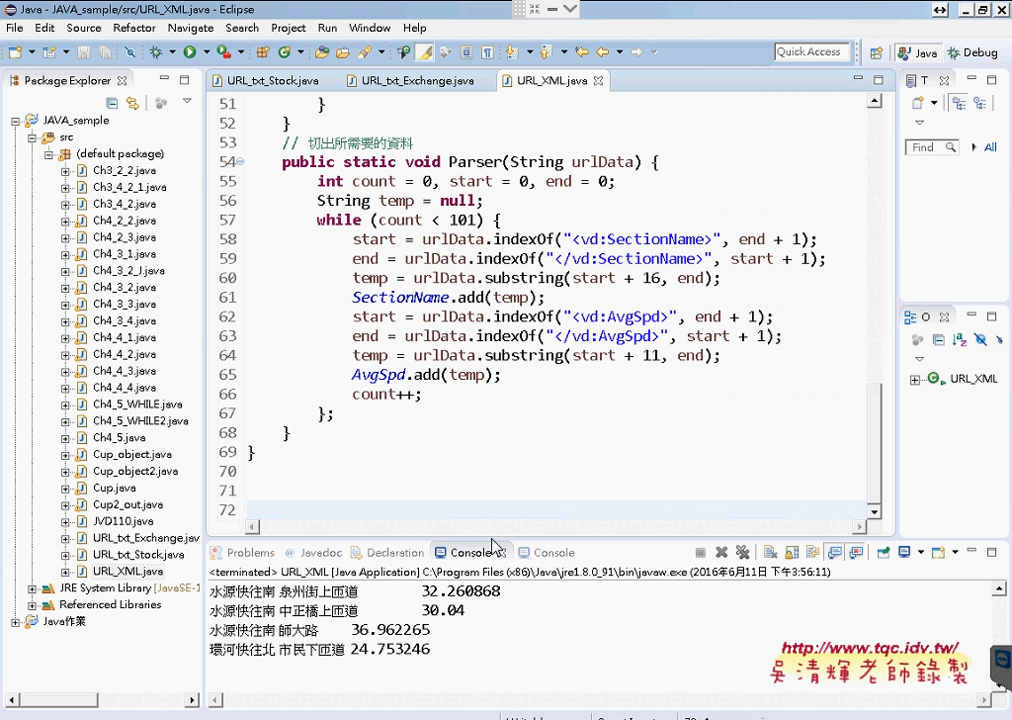 Java - JAVA_sample/src/URL_XML.java - Eclipse
File Edit Source Refactor Navigate Search Project Run Window Help
Quick Access Java Debug
Package Explorer
JAVA_sample
src
(default package)
Ch3_2_2.java
Ch3_4_2_1.java
Ch3_4_2.java
Ch4_2_2.java
Ch4_2_3.java
Ch4_3_1.java
Ch4_3_2_1.java
Ch4_3_2.java
Ch4_3_3.java
Ch4_3_4.java
Ch4_4_1.java
Ch4_4_2.java
Ch4_4_3.java
Ch4_4_4.java
Ch4_5_WHILE.java
Ch4_5_WHILE2.java
Ch4_5.java
Cup_object.java
Cup_object2.java
Cup.java
Cup2_out.java
JVD110.java
URL_txt_Exchange.jav
URL_txt_Stock.java
URL_XML.java
JRE System Library [JavaSE-1
Referenced Libraries
Java作業
URL_txt_Stock.java URL_txt_Exchange.java URL_XML.java
51 }
52 }
53 // 切出所需要的資料
54 public static void Parser(String urlData) {
55 int count = 0, start = 0, end = 0;
56 String temp = null;
57 while (count < 101) {
58 start = urlData.indexOf("<vd:SectionName>", end + 1);
59 end = urlData.indexOf("</vd:SectionName>", start + 1);
60 temp = urlData.substring(start + 16, end);
61 SectionName.add(temp);
62 start = urlData.indexOf("<vd:AvgSpd>", end + 1);
63 end = urlData.indexOf("</vd:AvgSpd>", start + 1);
64 temp = urlData.substring(start + 11, end);
65 AvgSpd.add(temp);
66 count++;
67 };
68 }
69 }
70
71
72
T
Find All
O
URL_XML
Problems Javadoc Declaration Console Console
<terminated> URL_XML [Java Application] C:\Program Files (x86)\Java\jre1.8.0_91\bin\javaw.exe (2016年6月11日 下午3:56:11)
水源快往南 泉州街上匝道 32.260868
水源快往南 中正橋上匝道 30.04
水源快往南 師大路 36.962265
環河快往北 市民下匝道 24.753246
http://www.tqc.idv.tw/
吳清輝老師錄製